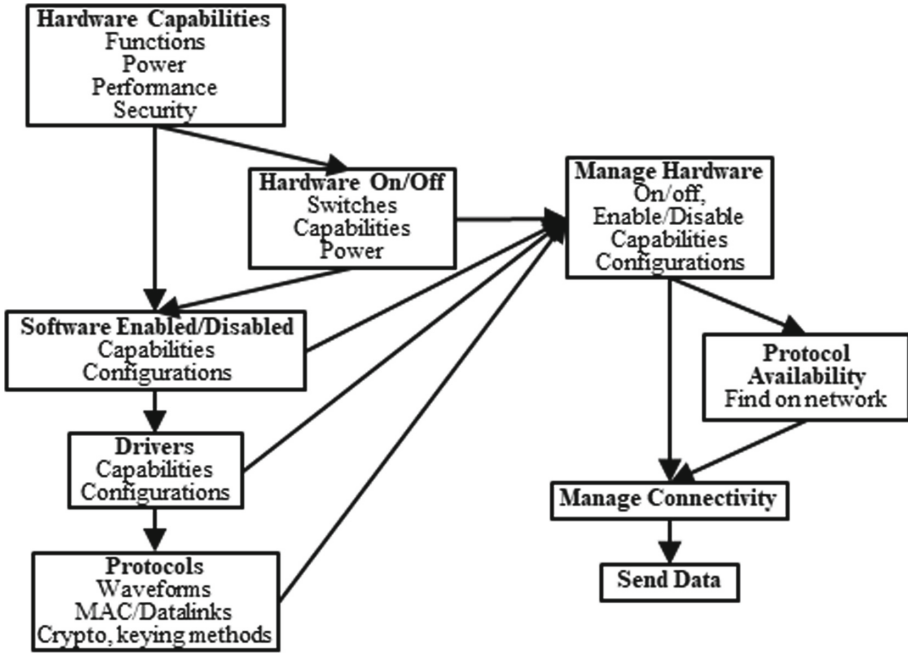 Hardware Capabilities
Functions
Power
Performance
Security
Hardware On/Off
Switches
Capabilities
Power
Software Enabled/Disabled
Capabilities
Configurations
Drivers
Capabilities
Configurations
Protocols
Waveforms
MAC/Datalinks
Crypto, keying methods
Manage Hardware
On/off,
Enable/Disable
Capabilities
Configurations
Protocol
Availability
Find on network
Manage Connectivity
Send Data